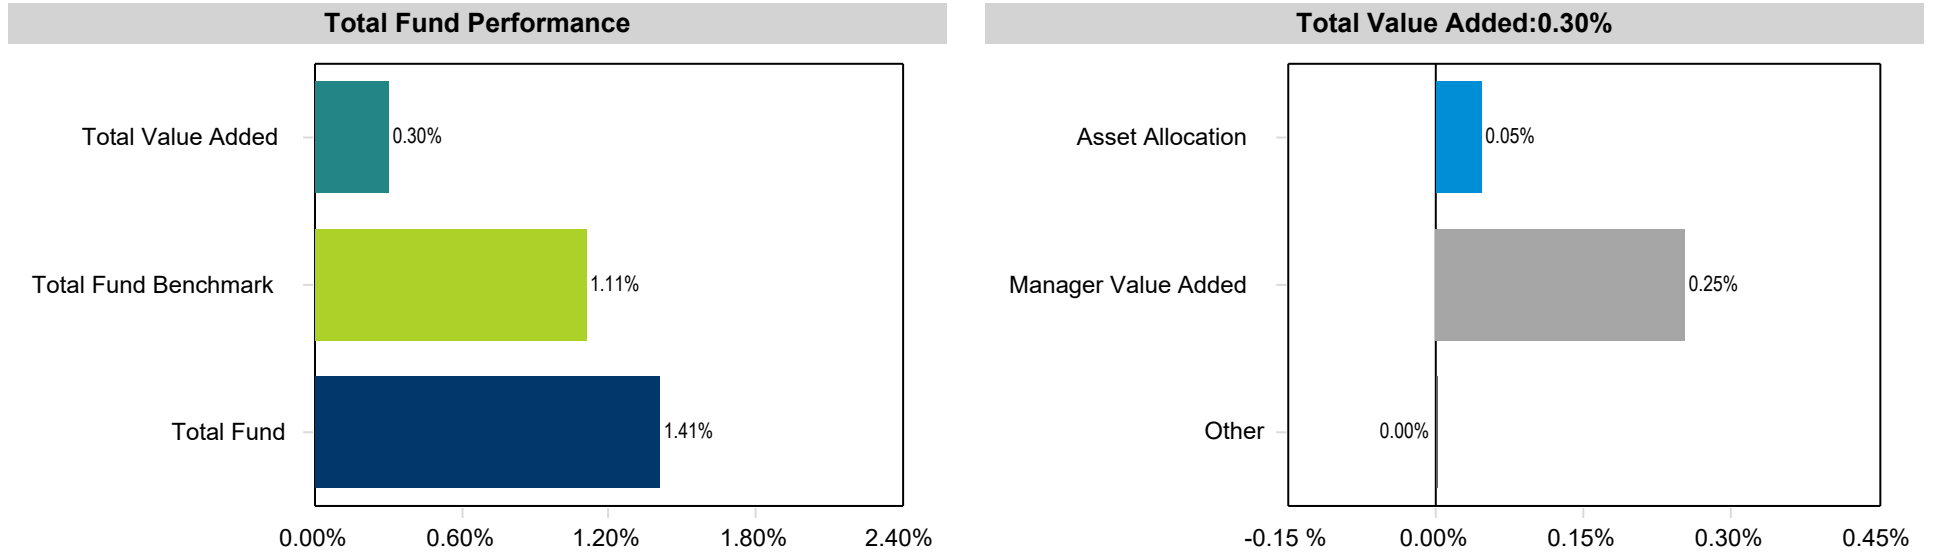 Total Fund Performance
Total Value Added
0.30%
Total Fund Benchmark
1.11%
Total Fund
1.41%
0.00% 0.60% 1.20% 1.80% 2.40%
Total Value Added:0.30%
Asset Allocation
0.05%
Manager Value Added
0.25%
Other
0.00%
-0.15 % 0.00% 0.15% 0.30% 0.45%